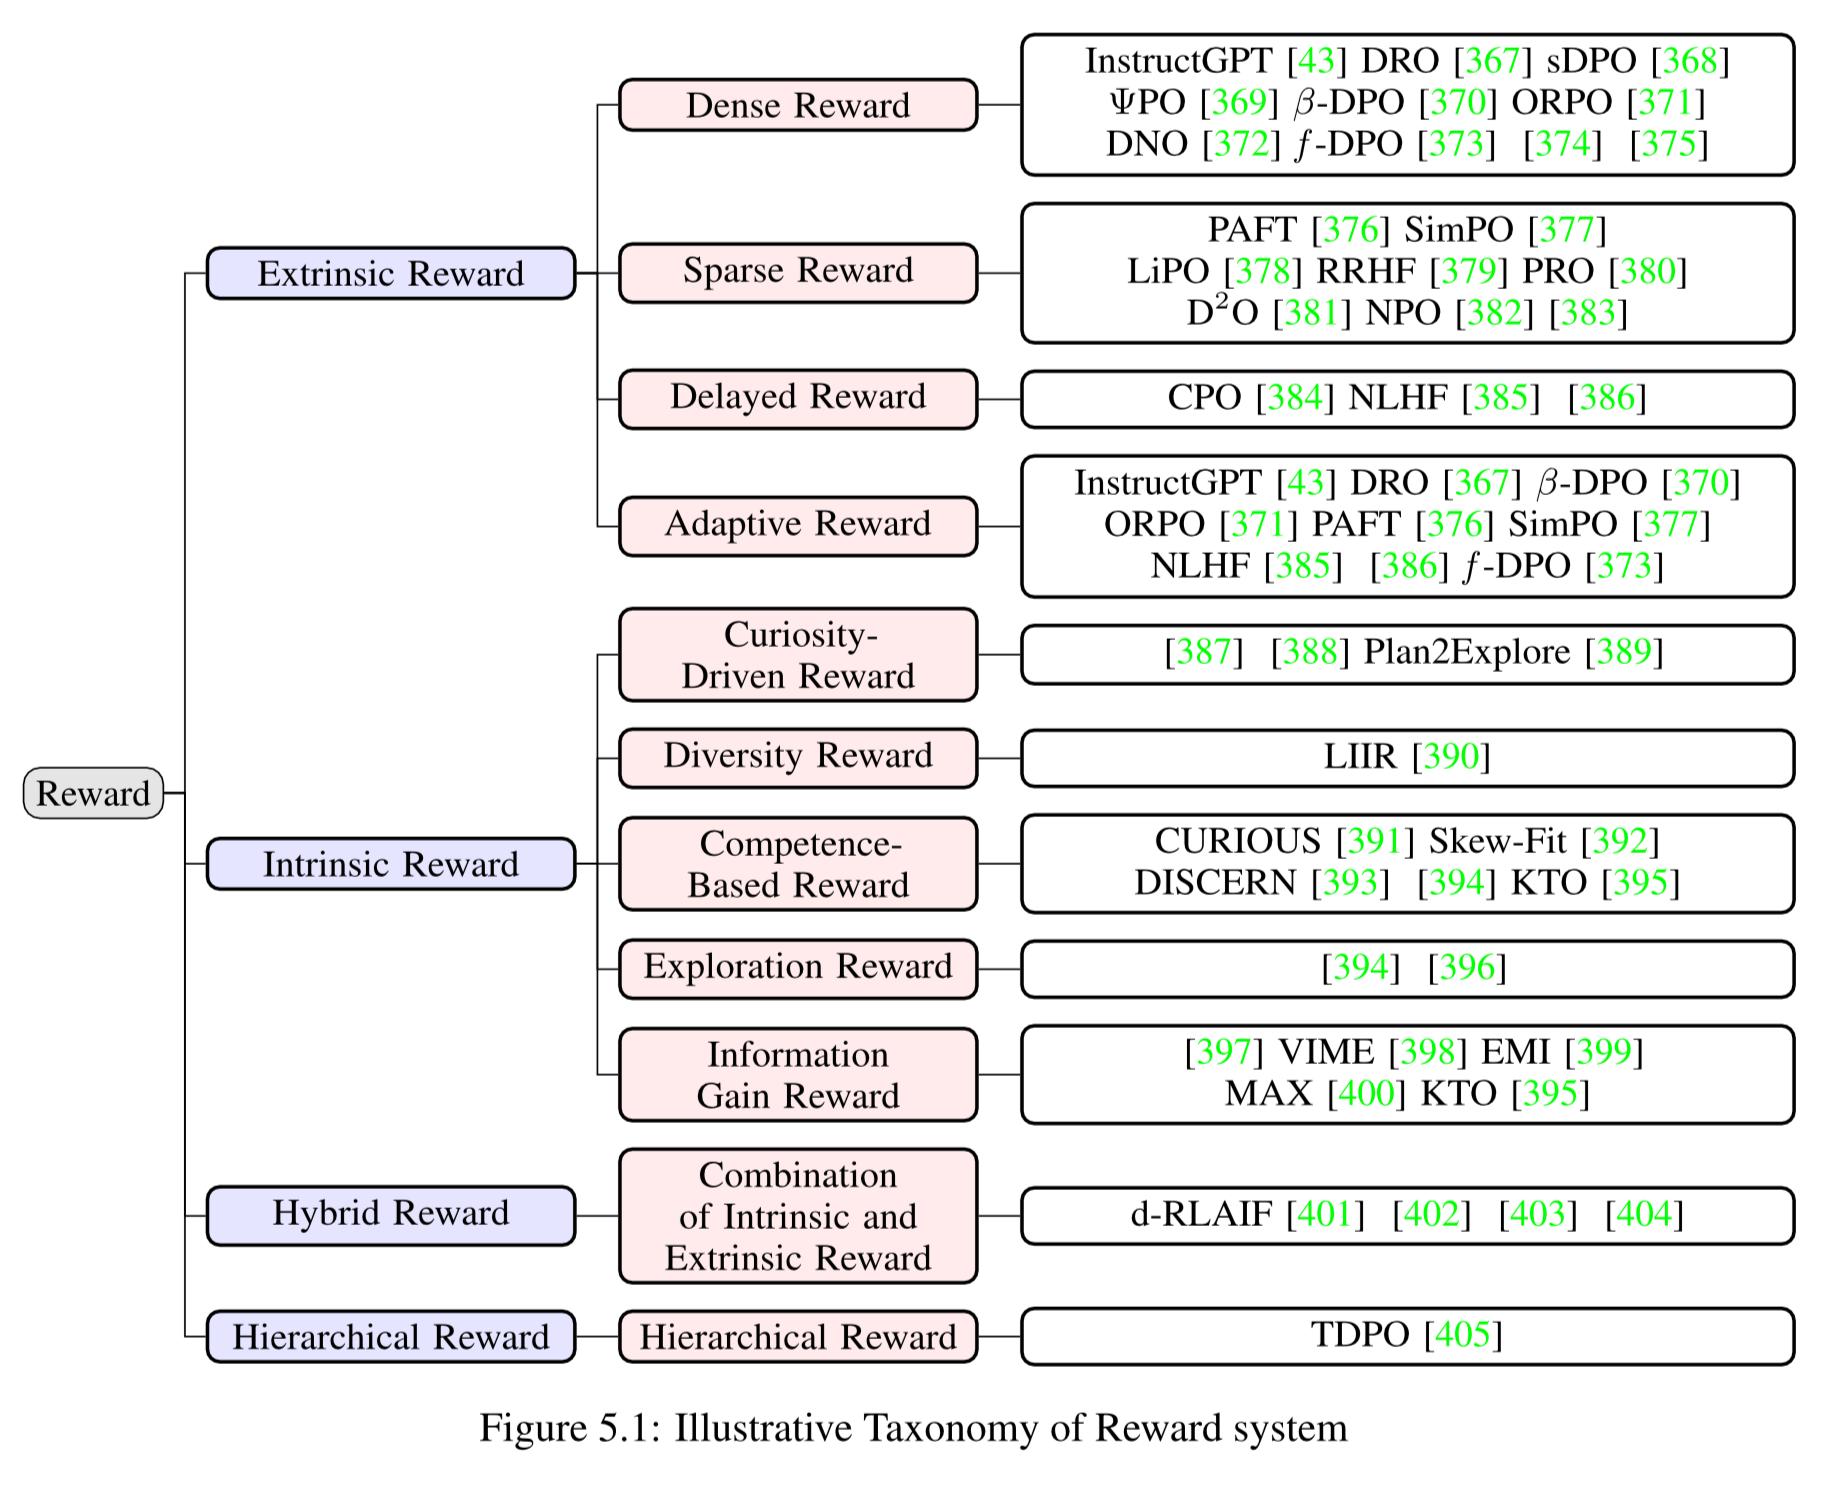 Reward
Extrinsic Reward
Dense Reward
InstructGPT [43] DRO [367] sDPO [368]
ΨPO [369] β-DPO [370] ORPO [371]
DNO [372] f-DPO [373] [374] [375]
Sparse Reward
PAFT [376] SimPO [377]
LiPO [378] RRHF [379] PRO [380]
D²O [381] NPO [382] [383]
Delayed Reward
CPO [384] NLHF [385] [386]
Adaptive Reward
InstructGPT [43] DRO [367] β-DPO [370]
ORPO [371] PAFT [376] SimPO [377]
NLHF [385] [386] f-DPO [373]
Intrinsic Reward
Curiosity-
Driven Reward
[387] [388] Plan2Explore [389]
Diversity Reward
LIIR [390]
Competence-
Based Reward
CURIOUS [391] Skew-Fit [392]
DISCERN [393] [394] KTO [395]
Exploration Reward
[394] [396]
Information
Gain Reward
[397] VIME [398] EMI [399]
MAX [400] KTO [395]
Hybrid Reward
Combination
of Intrinsic and
Extrinsic Reward
d-RLAIF [401] [402] [403] [404]
Hierarchical Reward
Hierarchical Reward
TDPO [405]
Figure 5.1: Illustrative Taxonomy of Reward system